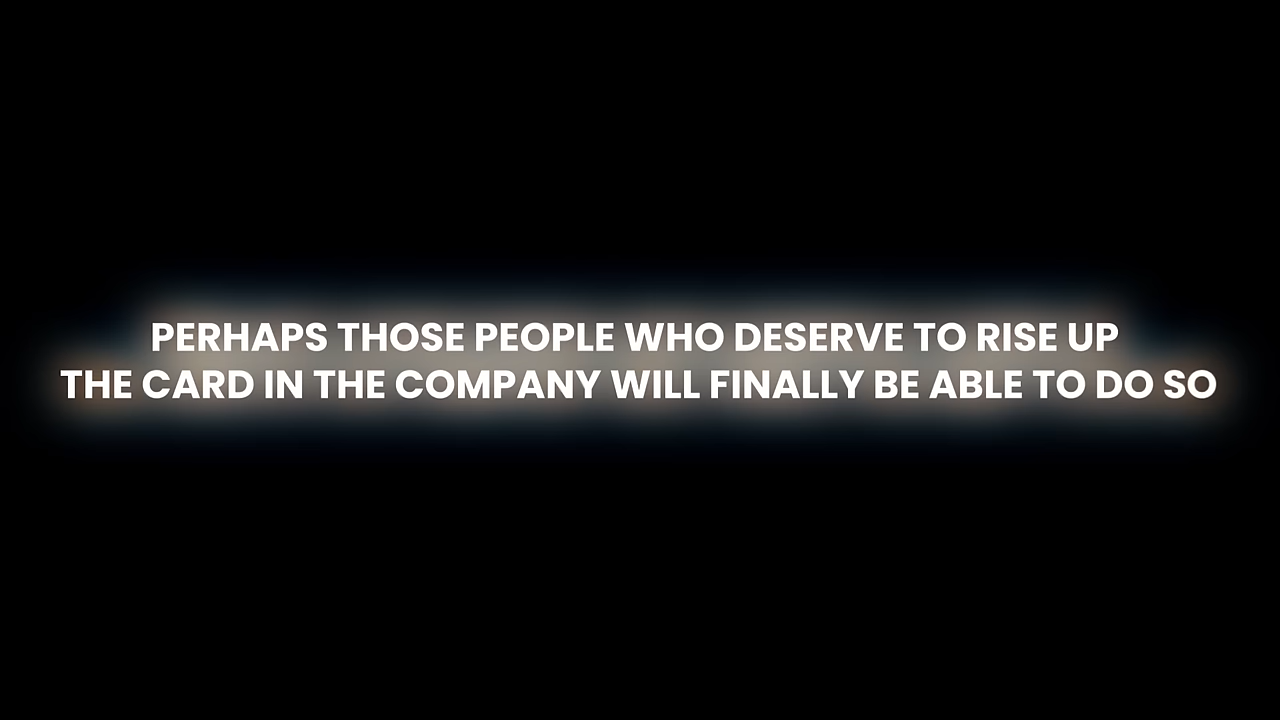 PERHAPS THOSE PEOPLE WHO DESERVE TO RISE UP
THE CARD IN THE COMPANY WILL FINALLY BE ABLE TO DO SO